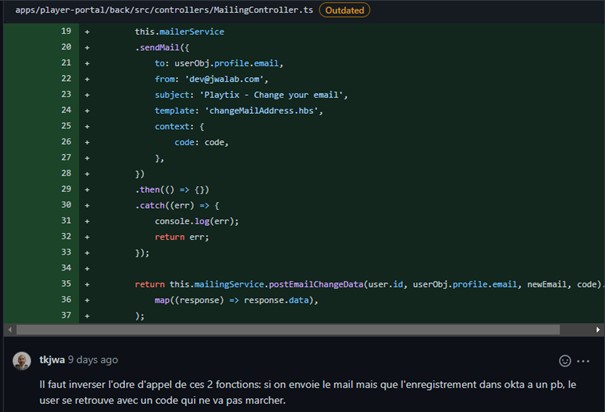 apps/player-portal/back/src/controllers/MailingController.ts Outdated
19 + this.mailerService
20 + .sendMail({
21 + to: userObj.profile.email,
22 + from: 'dev@jwalab.com',
23 + subject: 'Playtix - Change your email',
24 + template: 'changeMailAddress.hbs',
25 + context: {
26 + code: code,
27 + },
28 + })
29 + .then(() => {})
30 + .catch((err) => {
31 + console.log(err);
32 + return err;
33 + });
34 +
35 + return this.mailingService.postEmailChangeData(user.id, userObj.profile.email, newEmail, code).
36 + map((response) => response.data),
37 + );
tkjwa 9 days ago
Il faut inverser l'odre d'appel de ces 2 fonctions: si on envoie le mail mais que l'enregistrement dans okta a un pb, le
user se retrouve avec un code qui ne va pas marcher.